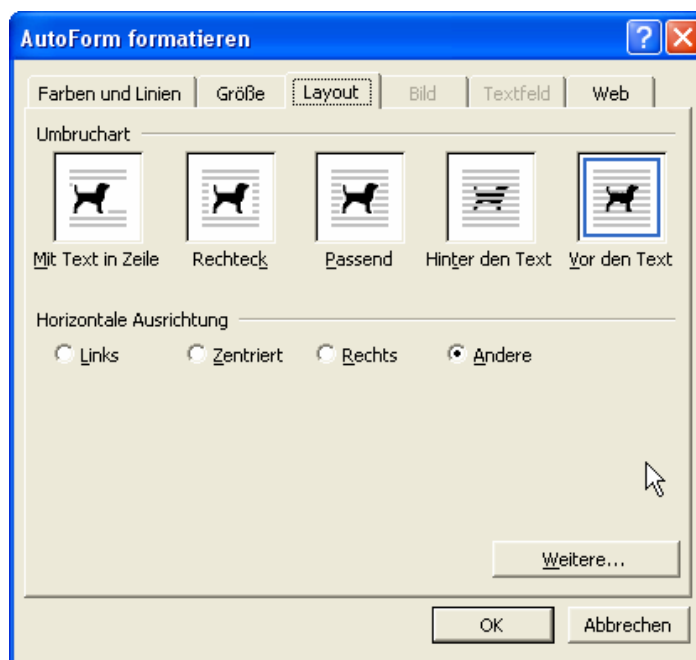 AutoForm formatieren
Farben und Linien Größe Layout Bild Textfeld Web
Umbruchart
Mit Text in Zeile Rechteck Passend Hinter den Text Vor den Text
Horizontale Ausrichtung
Links Zentriert Rechts Andere
Weitere...
OK Abbrechen